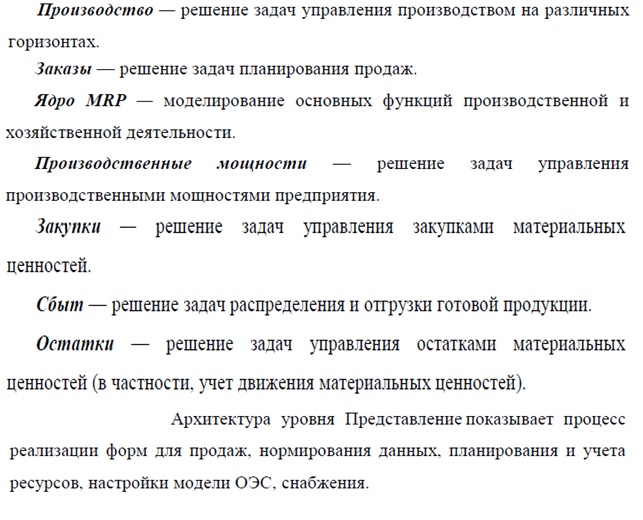 Производство — решение задач управления производством на различных
горизонтах.
Заказы — решение задач планирования продаж.
Ядро MRP — моделирование основных функций производственной и
хозяйственной деятельности.
Производственные мощности — решение задач управления
производственными мощностями предприятия.
Закупки — решение задач управления закупками материальных
ценностей.
Сбыт — решение задач распределения и отгрузки готовой продукции.
Остатки — решение задач управления остатками материальных
ценностей (в частности, учет движения материальных ценностей).
Архитектура уровня Представление показывает процесс
реализации форм для продаж, нормирования данных, планирования и учета
ресурсов, настройки модели ОЭС, снабжения.